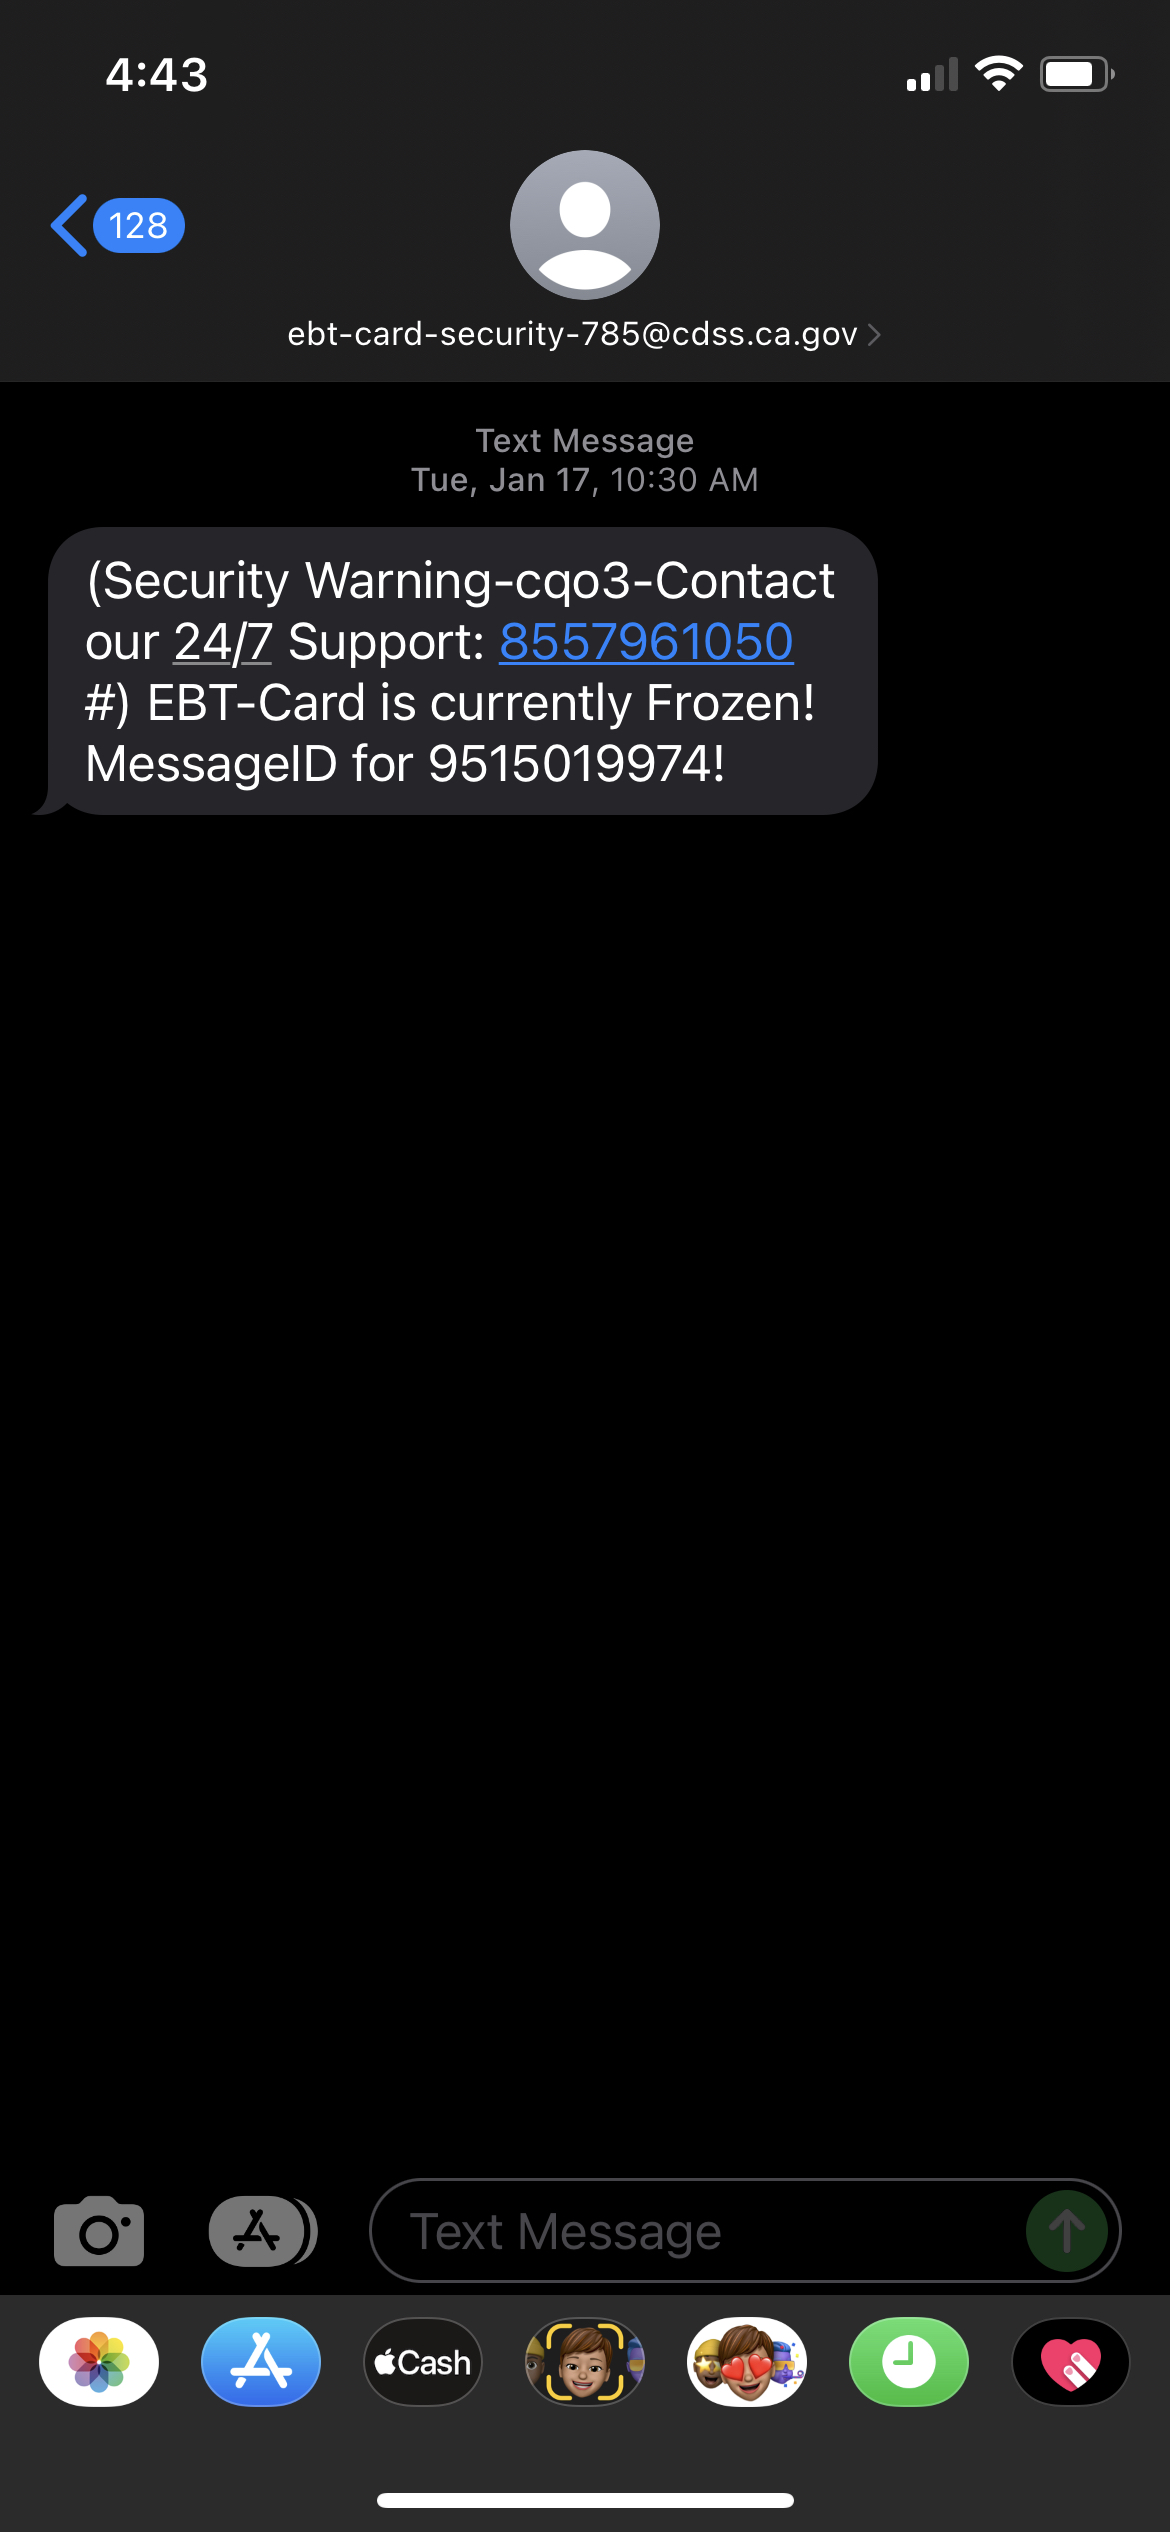 4:43
128
ebt-card-security-785@cdss.ca.gov
Text Message
Tue, Jan 17, 10:30 AM
(Security Warning-cqo3-Contact
our 24/7 Support: 8557961050
#) EBT-Card is currently Frozen!
MessageID for 9515019974!
Text Message
Cash